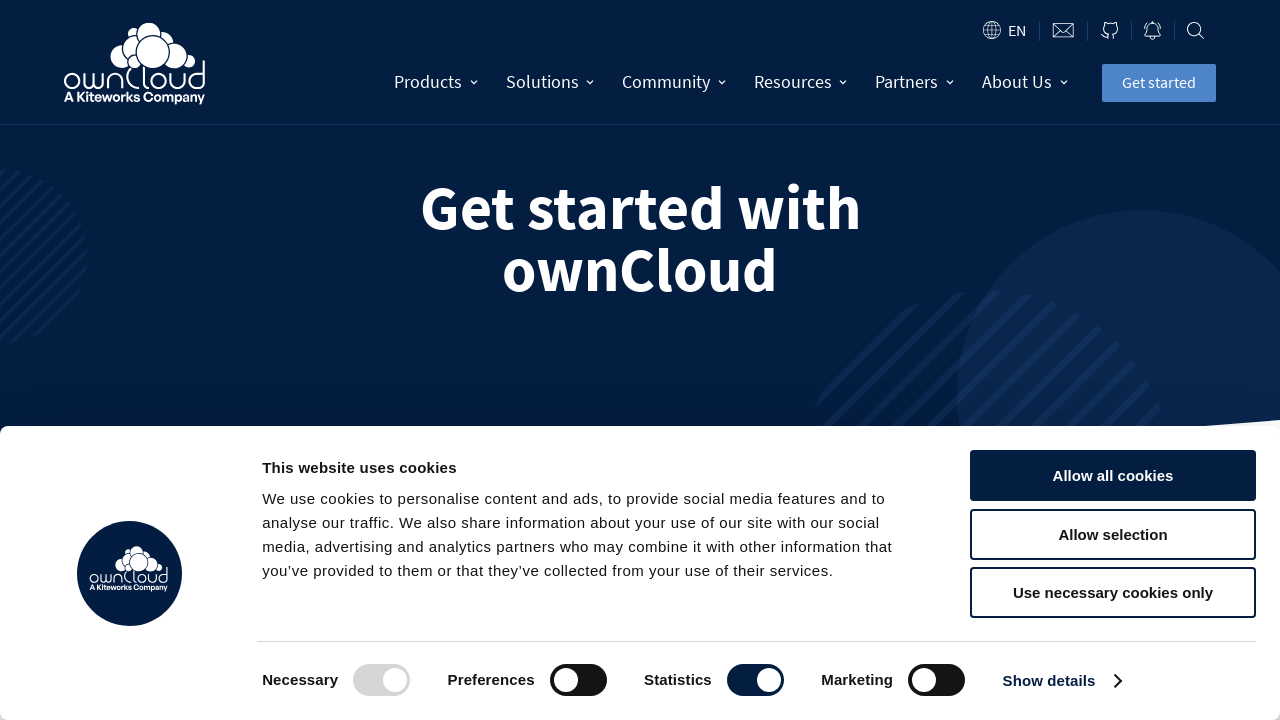 EN
ownCloud
A Kiteworks Company
Products
Solutions
Community
Resources
Partners
About Us
Get started
Get started with
ownCloud
ownCloud
A Kiteworks Company
This website uses cookies
We use cookies to personalise content and ads, to provide social media features and to
analyse our traffic. We also share information about your use of our site with our social
media, advertising and analytics partners who may combine it with other information that
you’ve provided to them or that they’ve collected from your use of their services.
Allow all cookies
Allow selection
Use necessary cookies only
Necessary
Preferences
Statistics
Marketing
Show details